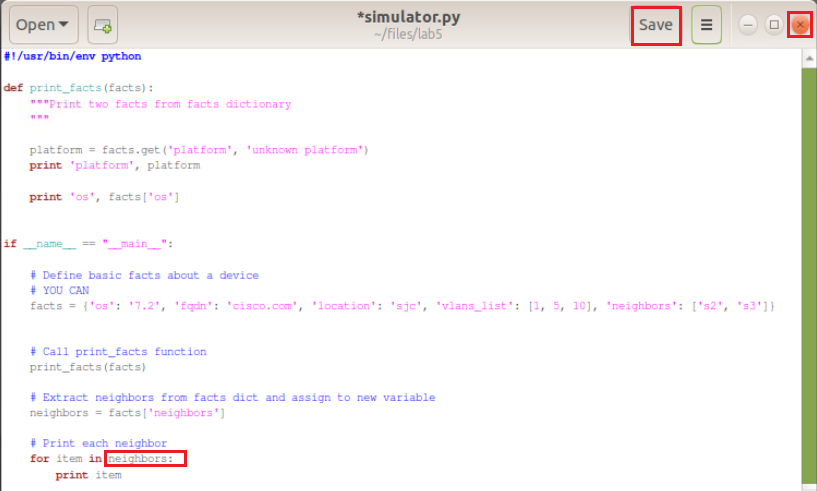 Open
*simulator.py
~/files/lab5
Save
#!/usr/bin/env python
def print_facts(facts):
    """Print two facts from facts dictionary
    """
    platform = facts.get('platform', 'unknown platform')
    print 'platform', platform
    print 'os', facts['os']
if __name__ == "__main__":
    # Define basic facts about a device
    # YOU CAN
    facts = {'os': '7.2', 'fqdn': 'cisco.com', 'location': 'sjc', 'vlans_list': [1, 5, 10], 'neighbors': ['s2', 's3']}
    # Call print_facts function
    print_facts(facts)
    # Extract neighbors from facts dict and assign to new variable
    neighbors = facts['neighbors']
    # Print each neighbor
    for item in neighbors:
        print item